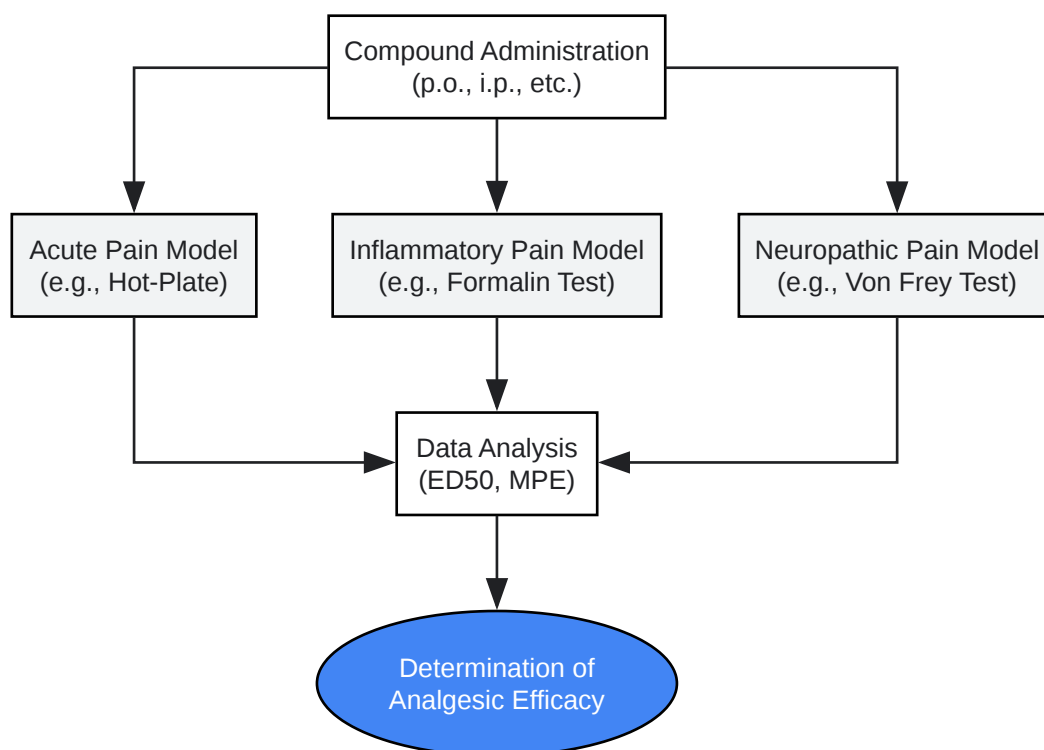 Compound Administration
(p.o., i.p., etc.)
Acute Pain Model
(e.g., Hot-Plate)
Inflammatory Pain Model
(e.g., Formalin Test)
Neuropathic Pain Model
(e.g., Von Frey Test)
Data Analysis
(ED50, MPE)
Determination of
Analgesic Efficacy